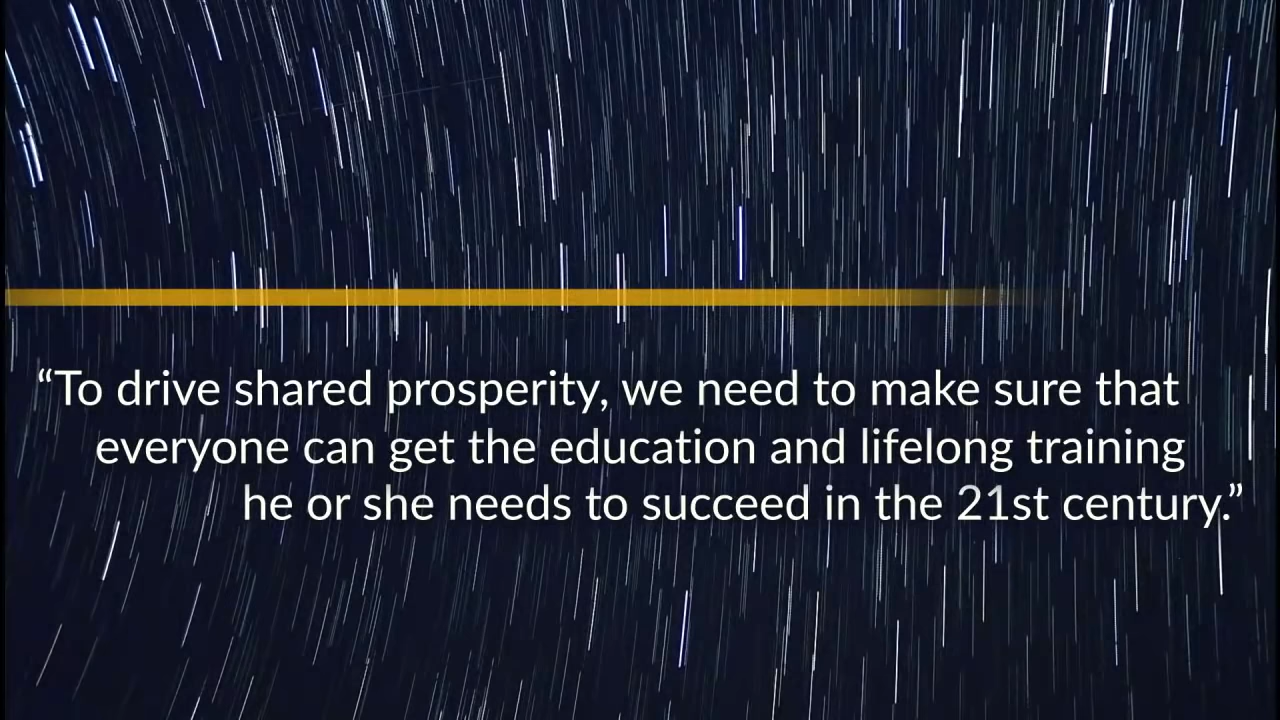 “To drive shared prosperity, we need to make sure that
everyone can get the education and lifelong training
he or she needs to succeed in the 21st century.”